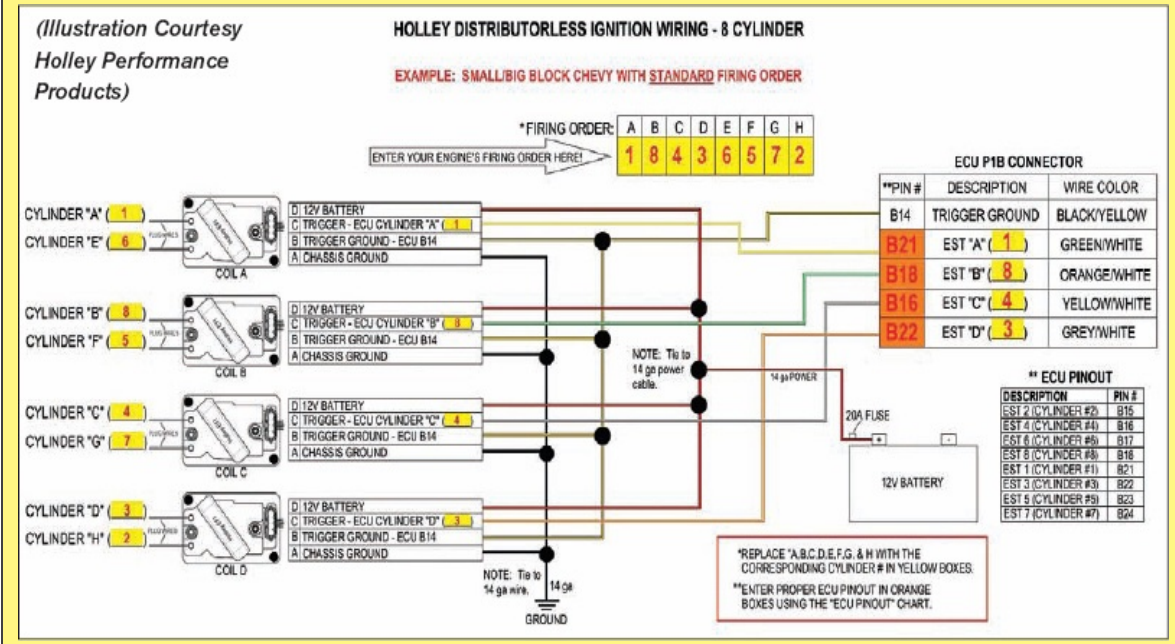 (Illustration Courtesy
Holley Performance
Products)
HOLLEY DISTRIBUTORLESS IGNITION WIRING - 8 CYLINDER
EXAMPLE: SMALL/BIG BLOCK CHEVY WITH STANDARD FIRING ORDER
*FIRING ORDER: A B C D E F G H
ENTER YOUR ENGINE'S FIRING ORDER HERE! 1 8 4 3 6 5 7 2
ECU P1B CONNECTOR
**PIN # DESCRIPTION WIRE COLOR
B14 TRIGGER GROUND BLACK/YELLOW
B21 EST "A" ( 1 ) GREEN/WHITE
B18 EST "B" ( 8 ) ORANGE/WHITE
B16 EST "C" ( 4 ) YELLOW/WHITE
B22 EST "D" ( 3 ) GREY/WHITE
CYLINDER "A" ( 1 )
CYLINDER "E" ( 6 )
PLUG WIRES
COIL A
D 12V BATTERY
C TRIGGER - ECU CYLINDER "A" ( 1 )
B TRIGGER GROUND - ECU B14
A CHASSIS GROUND
CYLINDER "B" ( 8 )
CYLINDER "F" ( 5 )
PLUG WIRES
COIL B
D 12V BATTERY
C TRIGGER - ECU CYLINDER "B" ( 8 )
B TRIGGER GROUND - ECU B14
A CHASSIS GROUND
CYLINDER "C" ( 4 )
CYLINDER "G" ( 7 )
PLUG WIRES
COIL C
D 12V BATTERY
C TRIGGER - ECU CYLINDER "C" ( 4 )
B TRIGGER GROUND - ECU B14
A CHASSIS GROUND
CYLINDER "D" ( 3 )
CYLINDER "H" ( 2 )
PLUG WIRES
COIL D
D 12V BATTERY
C TRIGGER - ECU CYLINDER "D" ( 3 )
B TRIGGER GROUND - ECU B14
A CHASSIS GROUND
NOTE: Tie to
14 ga power
cable.
14 ga POWER
20A FUSE
+ -
12V BATTERY
NOTE: Tie to
14 ga wire.
14 ga
GROUND
** ECU PINOUT
DESCRIPTION PIN #
EST 2 (CYLINDER #2) B15
EST 4 (CYLINDER #4) B16
EST 6 (CYLINDER #6) B17
EST 8 (CYLINDER #8) B18
EST 1 (CYLINDER #1) B21
EST 3 (CYLINDER #3) B22
EST 5 (CYLINDER #5) B23
EST 7 (CYLINDER #7) B24
*REPLACE "A,B,C,D,E,F,G, & H WITH THE
CORRESPONDING CYLINDER # IN YELLOW BOXES.
**ENTER PROPER ECU PINOUT IN ORANGE
BOXES USING THE "ECU PINOUT" CHART.